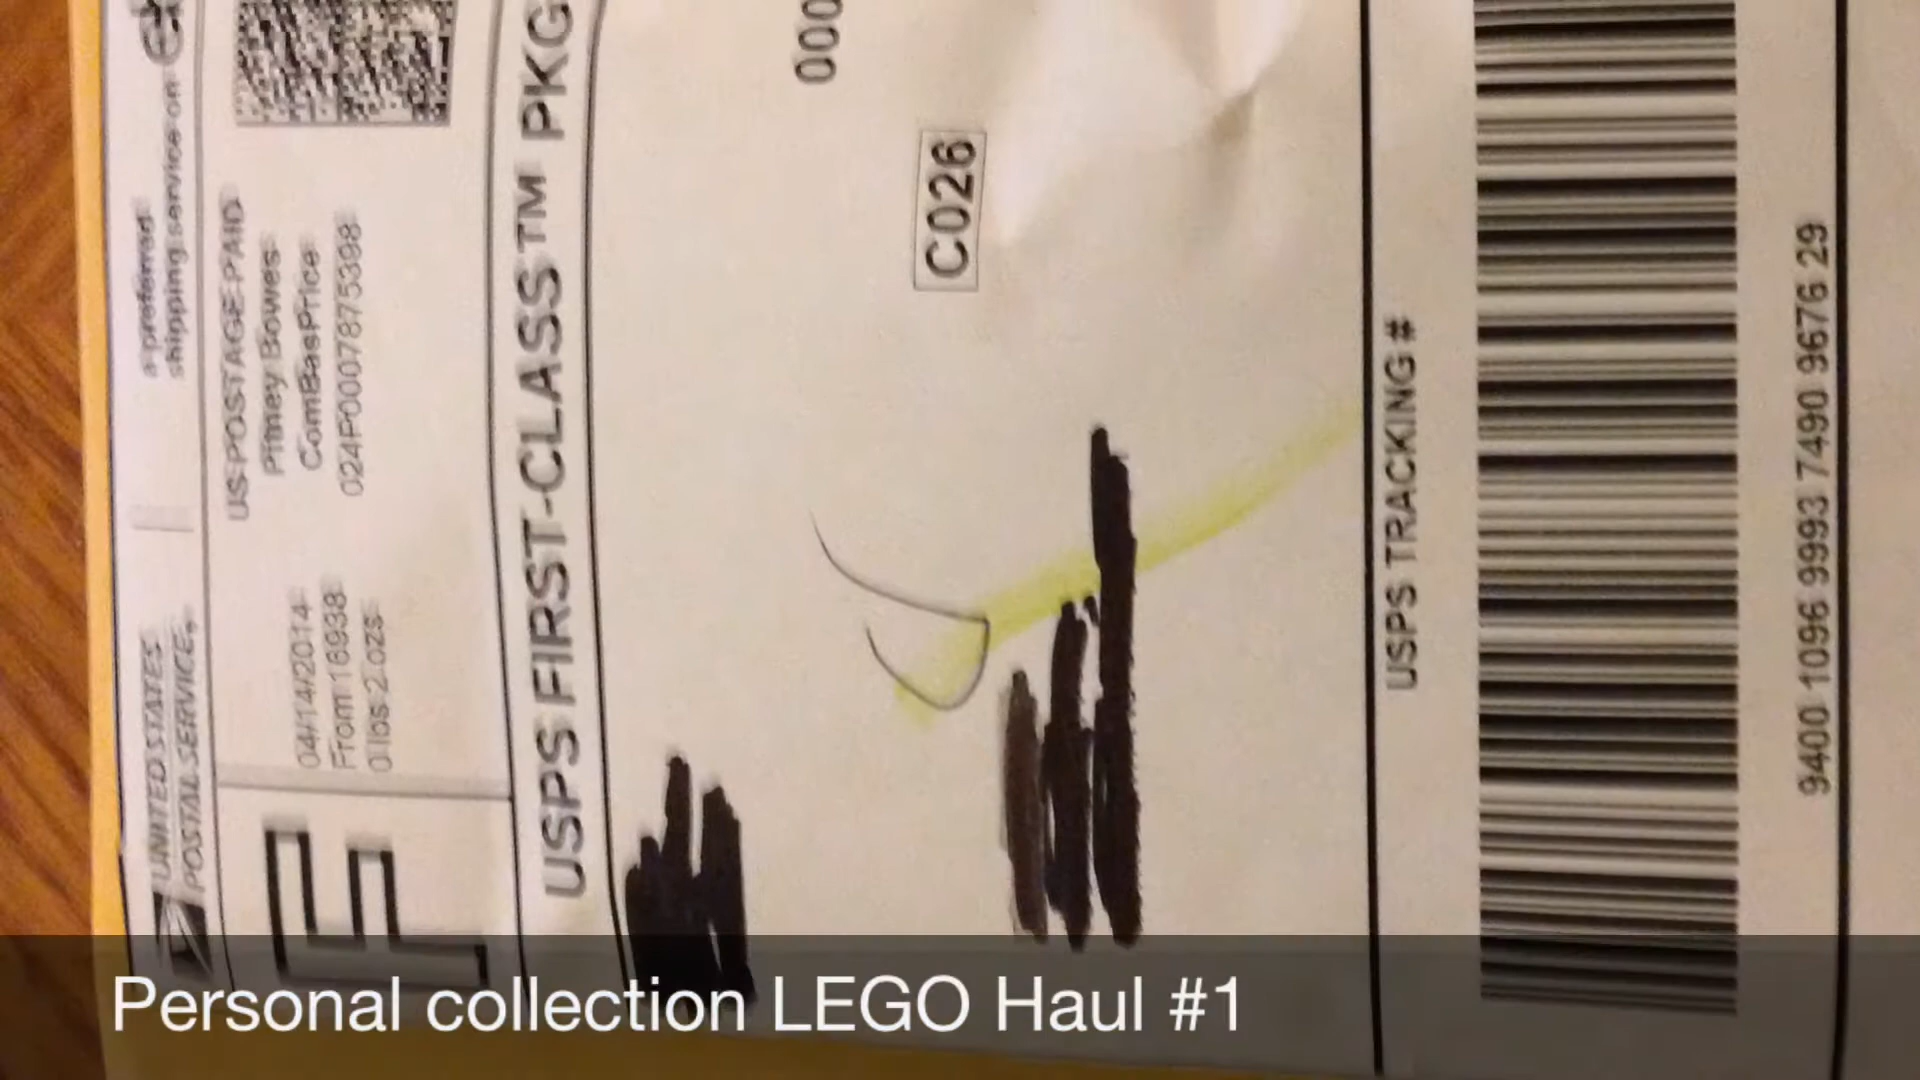 UNITED STATES
POSTAL SERVICE®
a preferred
shipping service on
F
04/14/2014
From 16938
0 lbs 2 ozs
US POSTAGE PAID
Pitney Bowes
ComBasPrice
024P0007875398
USPS FIRST-CLASS™ PKG
000
C026
USPS TRACKING #
9400 1096 9993 7490 9676 29
Personal collection LEGO Haul #1